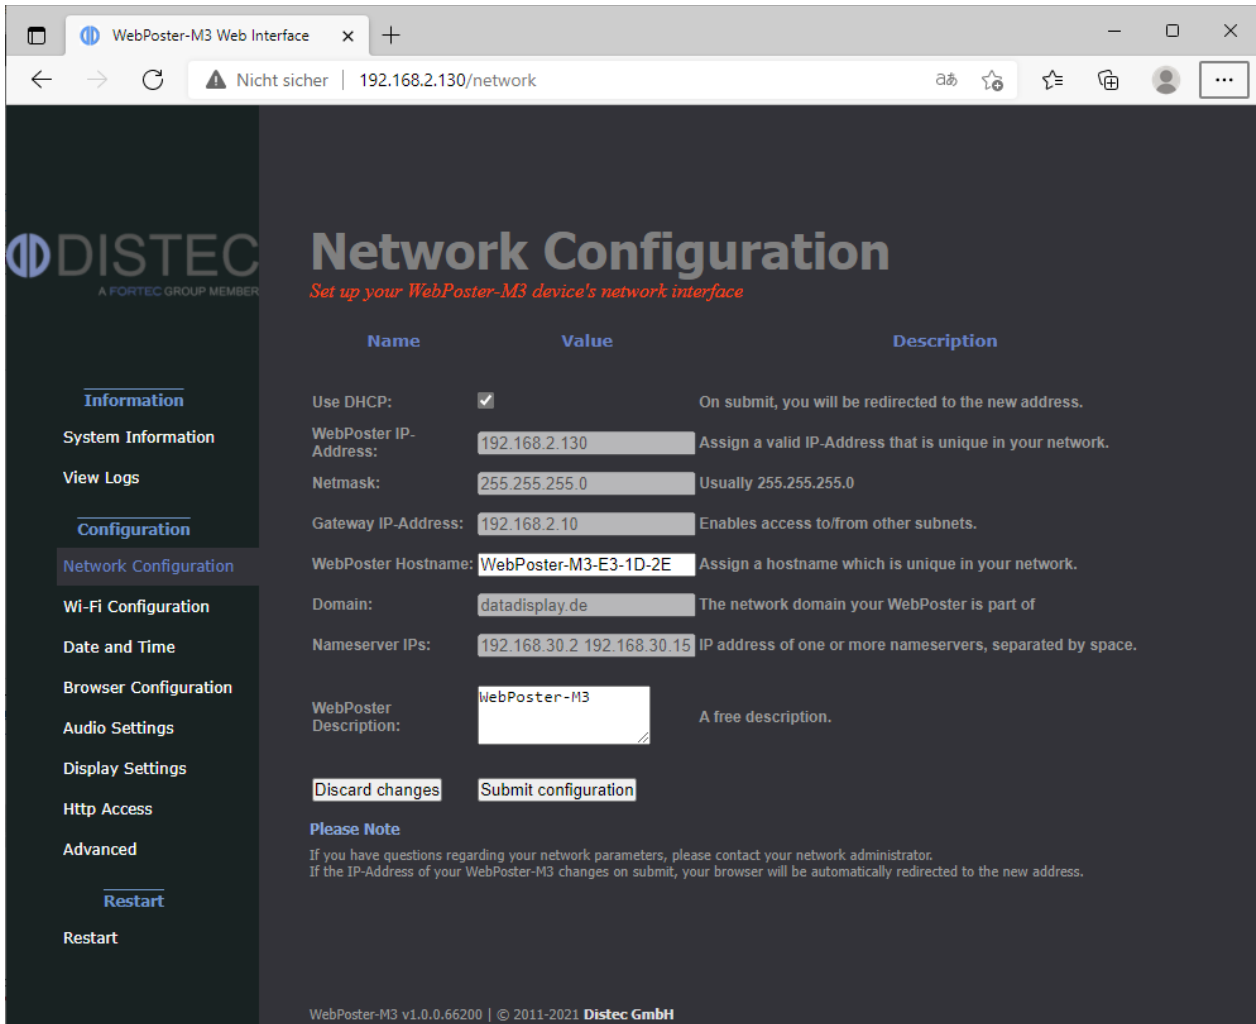 WebPoster-M3 Web Interface
Nicht sicher | 192.168.2.130/network
DISTEC
A FORTEC GROUP MEMBER
Information
System Information
View Logs
Configuration
Network Configuration
Wi-Fi Configuration
Date and Time
Browser Configuration
Audio Settings
Display Settings
Http Access
Advanced
Restart
Restart
Network Configuration
Set up your WebPoster-M3 device's network interface
Name Value Description
Use DHCP: On submit, you will be redirected to the new address.
WebPoster IP-
Address: 192.168.2.130 Assign a valid IP-Address that is unique in your network.
Netmask: 255.255.255.0 Usually 255.255.255.0
Gateway IP-Address: 192.168.2.10 Enables access to/from other subnets.
WebPoster Hostname: WebPoster-M3-E3-1D-2E Assign a hostname which is unique in your network.
Domain: datadisplay.de The network domain your WebPoster is part of
Nameserver IPs: 192.168.30.2 192.168.30.15 IP address of one or more nameservers, separated by space.
WebPoster
Description: WebPoster-M3 A free description.
Discard changes Submit configuration
Please Note
If you have questions regarding your network parameters, please contact your network administrator.
If the IP-Address of your WebPoster-M3 changes on submit, your browser will be automatically redirected to the new address.
WebPoster-M3 v1.0.0.66200 | © 2011-2021 Distec GmbH